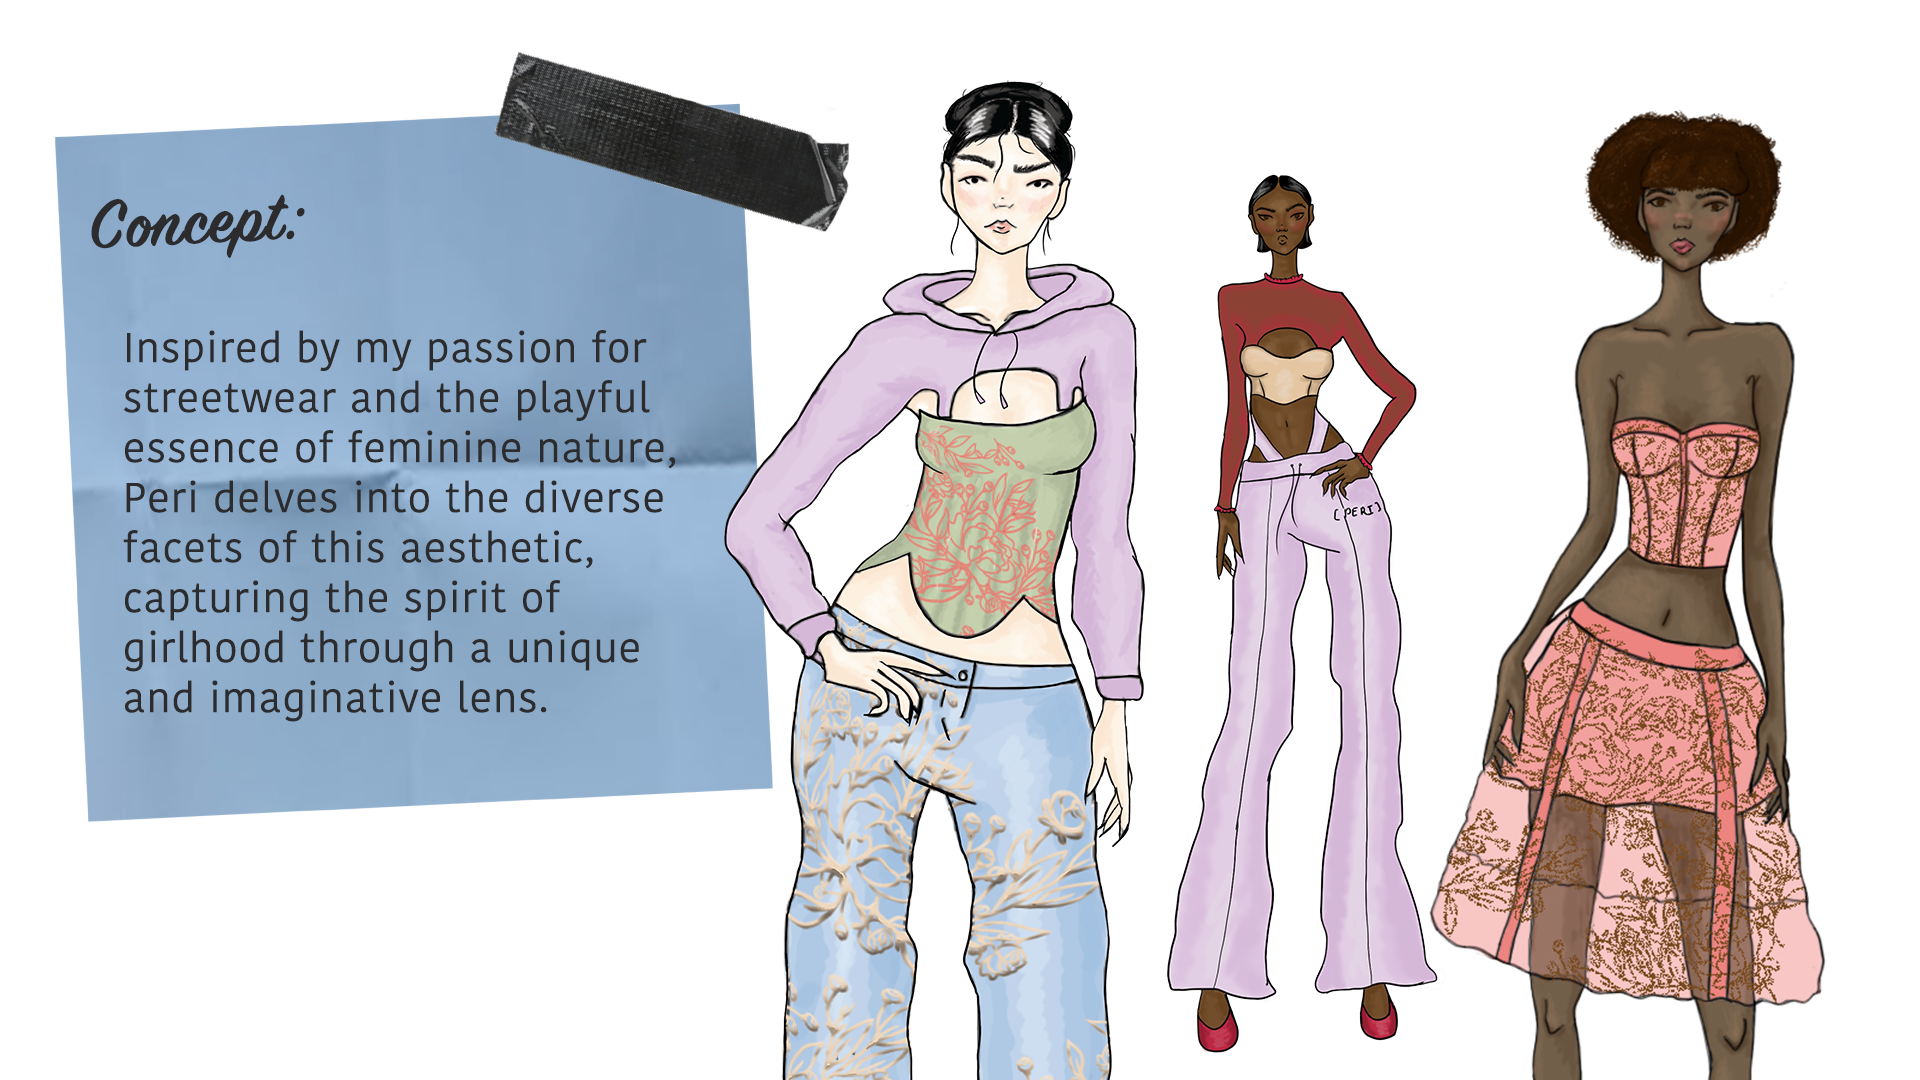 Concept:
Inspired by my passion for
streetwear and the playful
essence of feminine nature,
Peri delves into the diverse
facets of this aesthetic,
capturing the spirit of
girlhood through a unique
and imaginative lens.
[PERI]